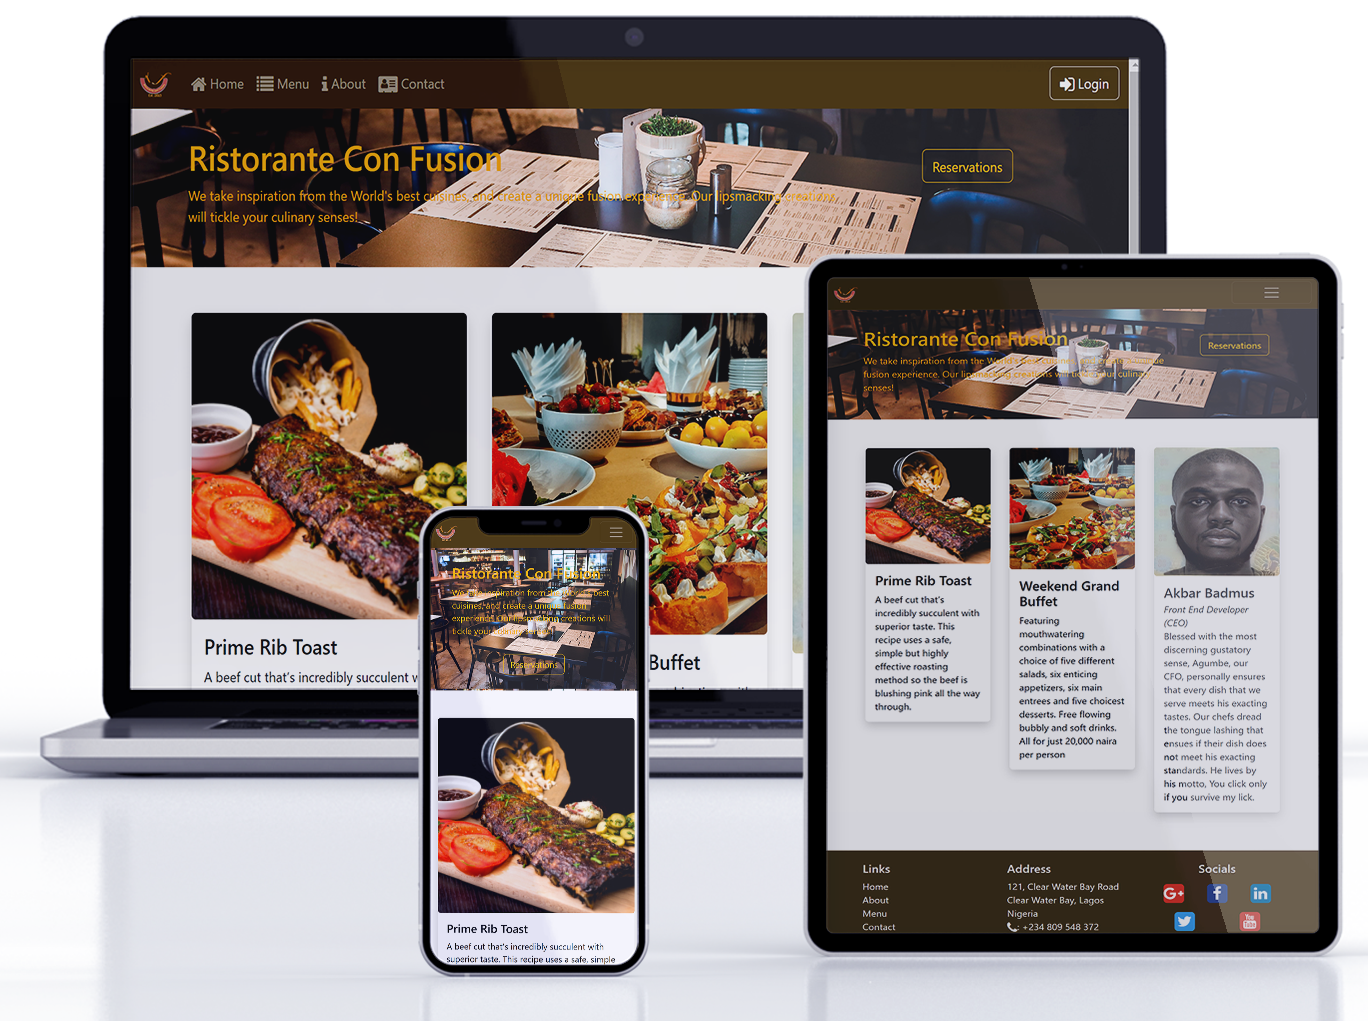 Home
Menu
About
Contact
Login
Ristorante Con Fusion
We take inspiration from the World's best cuisines, and create a unique fusion experience. Our lipsmacking creations
will tickle your culinary senses!
Reservations
Prime Rib Toast
A beef cut that's incredibly succulent w
Buffet
Ristorante Con Fusion
We take inspiration from the World's best cuisines, and create a unique
fusion experience. Our lipsmacking creations will tickle your culinary
senses!
Reservations
Prime Rib Toast
A beef cut that's
incredibly succulent with
superior taste. This
recipe uses a safe,
simple but highly
effective roasting
method so the beef is
blushing pink all the way
through.
Weekend Grand
Buffet
Featuring
mouthwatering
combinations with a
choice of five different
salads, six enticing
appetizers, six main
entrees and five choicest
desserts. Free flowing
bubbly and soft drinks.
All for just 20,000 naira
per person
Akbar Badmus
Front End Developer
(CEO)
Blessed with the most
discerning gustatory
sense, Agumbe, our
CFO, personally ensures
that every dish that we
serve meets his exacting
tastes. Our chefs dread
the tongue lashing that
ensues if their dish does
not meet his exacting
standards. He lives by
his motto, You click only
if you survive my lick.
Links
Home
About
Menu
Contact
Address
121, Clear Water Bay Road
Clear Water Bay, Lagos
Nigeria
: +234 809 548 372
Socials
G+
f
in
You
Tube
Ristorante Con Fusion
We take inspiration from the World's best
cuisines, and create a unique fusion
experience. Our lipsmacking creations will
tickle your culinary senses!
Reservations
Prime Rib Toast
A beef cut that's incredibly succulent with
superior taste. This recipe uses a safe, simple